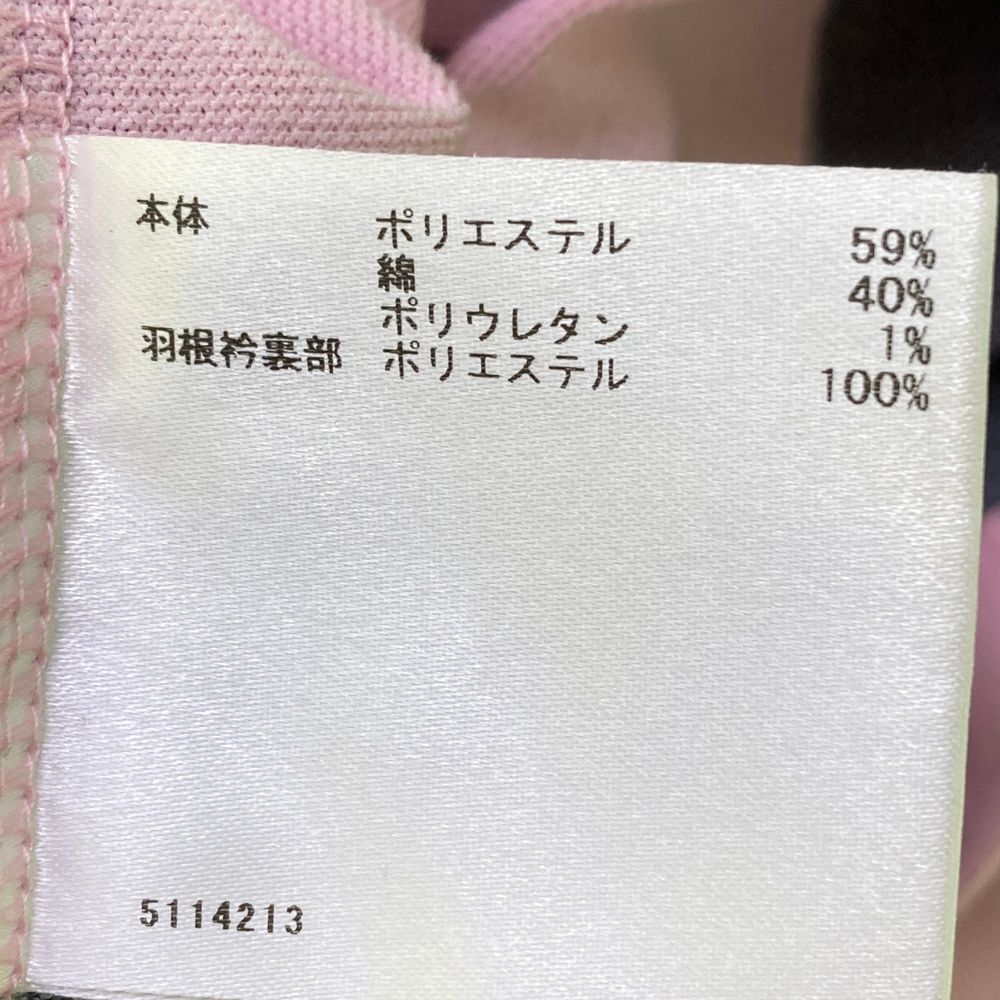 本体 ポリエステル 59%
綿 40%
ポリウレタン 1%
羽根衿裏部 ポリエステル 100%
5114213